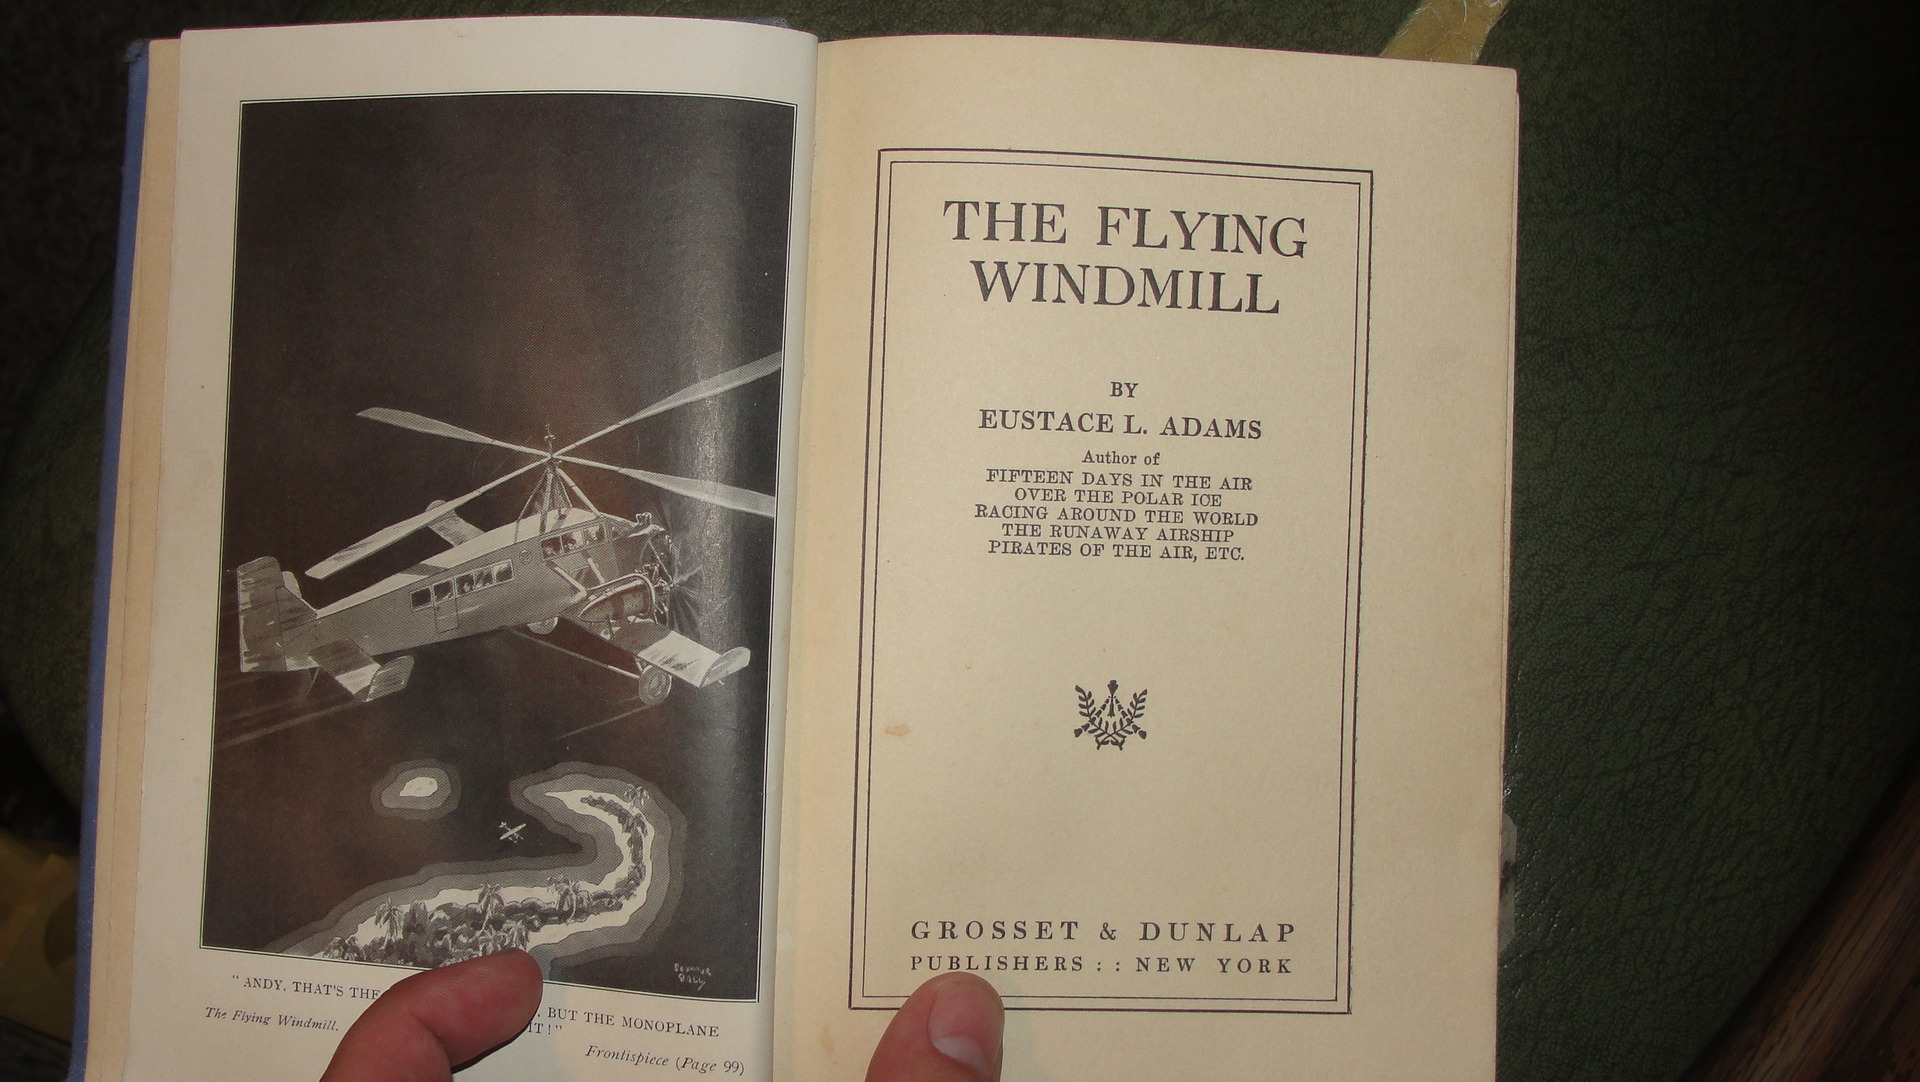 SEYMOUR
BALL
"ANDY, THAT'S THE
. BUT THE MONOPLANE
IT!"
The Flying Windmill.
Frontispiece (Page 99)
THE FLYING
WINDMILL
BY
EUSTACE L. ADAMS
Author of
FIFTEEN DAYS IN THE AIR
OVER THE POLAR ICE
RACING AROUND THE WORLD
THE RUNAWAY AIRSHIP
PIRATES OF THE AIR, ETC.
GROSSET & DUNLAP
PUBLISHERS : : NEW YORK